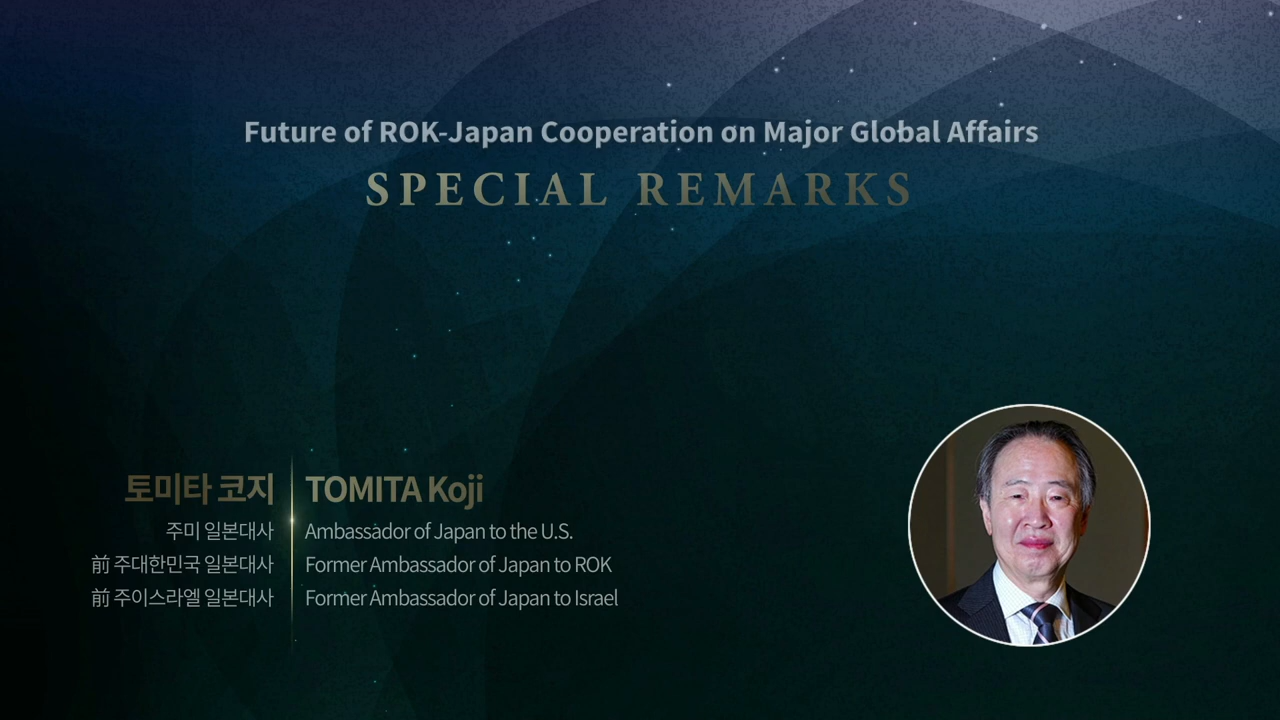 Future of ROK-Japan Cooperation on Major Global Affairs
SPECIAL REMARKS
토미타 코지
주미 일본대사
前 주대한민국 일본대사
前 주이스라엘 일본대사
TOMITA Koji
Ambassador of Japan to the U.S.
Former Ambassador of Japan to ROK
Former Ambassador of Japan to Israel